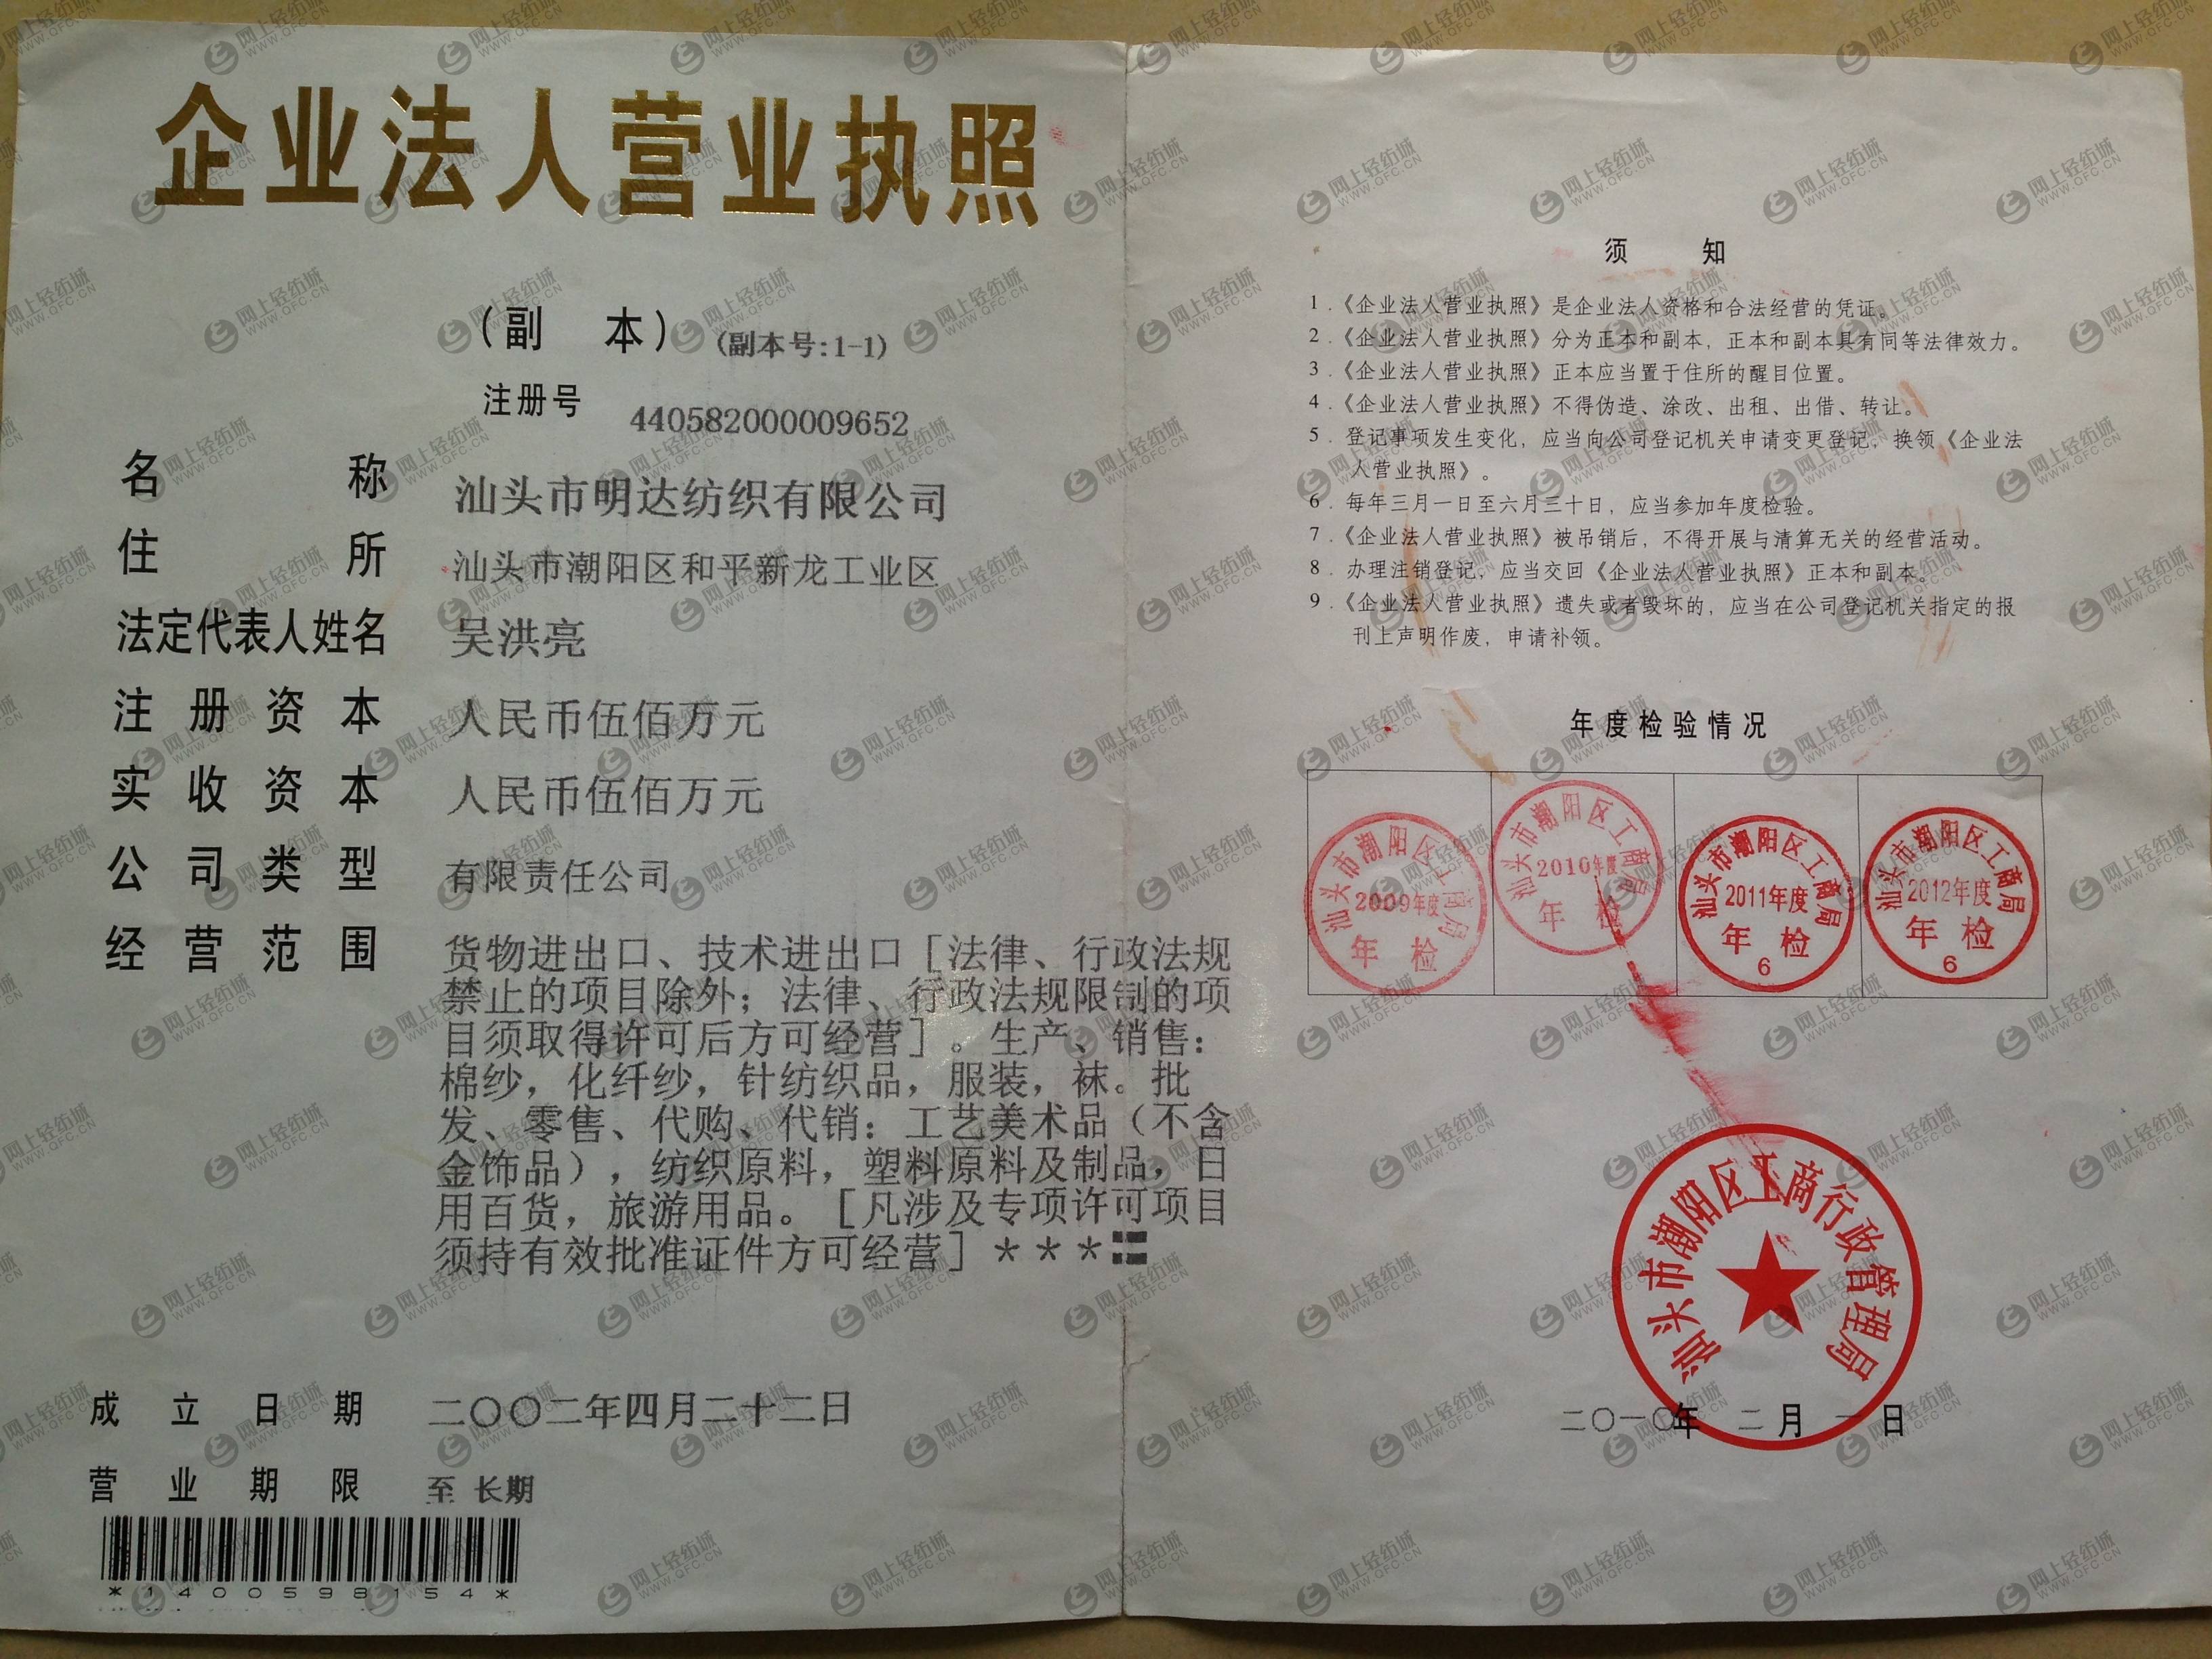 企业法人营业执照
（副 本） (副本号:1-1)
注册号 440582000009652
名称 汕头市明达纺织有限公司
住所 汕头市潮阳区和平新龙工业区
法定代表人姓名 吴洪亮
注册资本 人民币伍佰万元
实收资本 人民币伍佰万元
公司类型 有限责任公司
经营范围 货物进出口、技术进出口［法律、行政法规
禁止的项目除外；法律、行政法规限制的项
目须取得许可后方可经营］。生产、销售：
棉纱，化纤纱，针纺织品，服装，袜。批
发、零售、代购、代销：工艺美术品（不含
金饰品），纺织原料，塑料原料及制品，日
用百货，旅游用品。［凡涉及专项许可项目
须持有效批准证件方可经营］＊＊＊
成立日期 二〇〇二年四月二十二日
营业期限 至 长期
*1400598154*
须 知
1．《企业法人营业执照》是企业法人资格和合法经营的凭证。
2．《企业法人营业执照》分为正本和副本，正本和副本具有同等法律效力。
3．《企业法人营业执照》正本应当置于住所的醒目位置。
4．《企业法人营业执照》不得伪造、涂改、出租、出借、转让。
5．登记事项发生变化，应当向公司登记机关申请变更登记，换领《企业法
人营业执照》。
6．每年三月一日至六月三十日，应当参加年度检验。
7．《企业法人营业执照》被吊销后，不得开展与清算无关的经营活动。
8．办理注销登记，应当交回《企业法人营业执照》正本和副本。
9．《企业法人营业执照》遗失或者毁坏的，应当在公司登记机关指定的报
刊上声明作废，申请补领。
年度检验情况
汕头市潮阳区工商局
2009年度
年检
汕头市潮阳区工商局
2010年度
年检
汕头市潮阳区工商局
2011年度
年检
6
汕头市潮阳区工商局
2012年度
年检
6
汕头市潮阳区工商行政管理局
二〇一〇年 二 月 一 日
网上轻纺城
WWW.QFC.CN